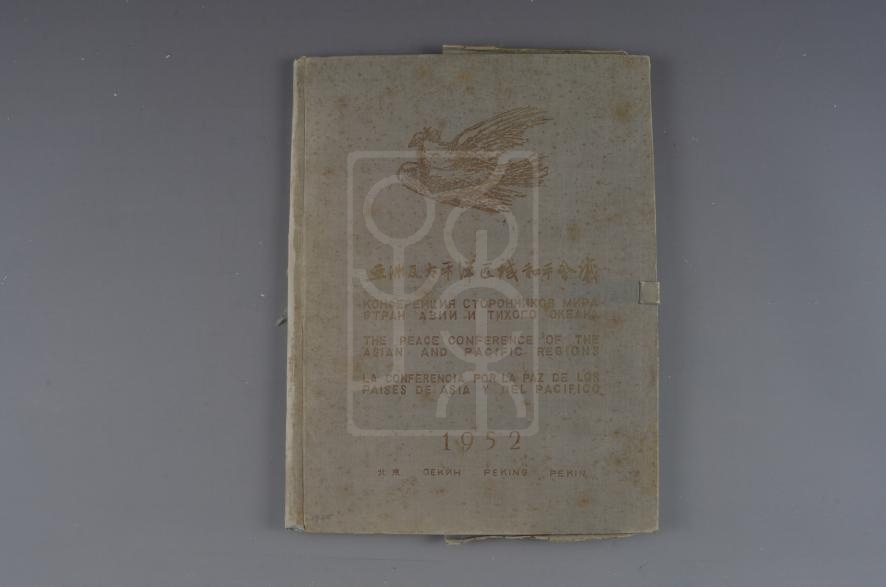 亚洲及太平洋区域和平会议
КОНФЕРЕНЦИЯ СТОРОННИКОВ МИРА
СТРАН АЗИИ И ТИХОГО ОКЕАНА
THE PEACE CONFERENCE OF THE
ASIAN AND PACIFIC REGIONS
LA CONFERENCIA POR LA PAZ DE LOS
PAISES DE ASIA Y DEL PACIFICO
1952
北京 ПЕКИН PEKING PEKIN